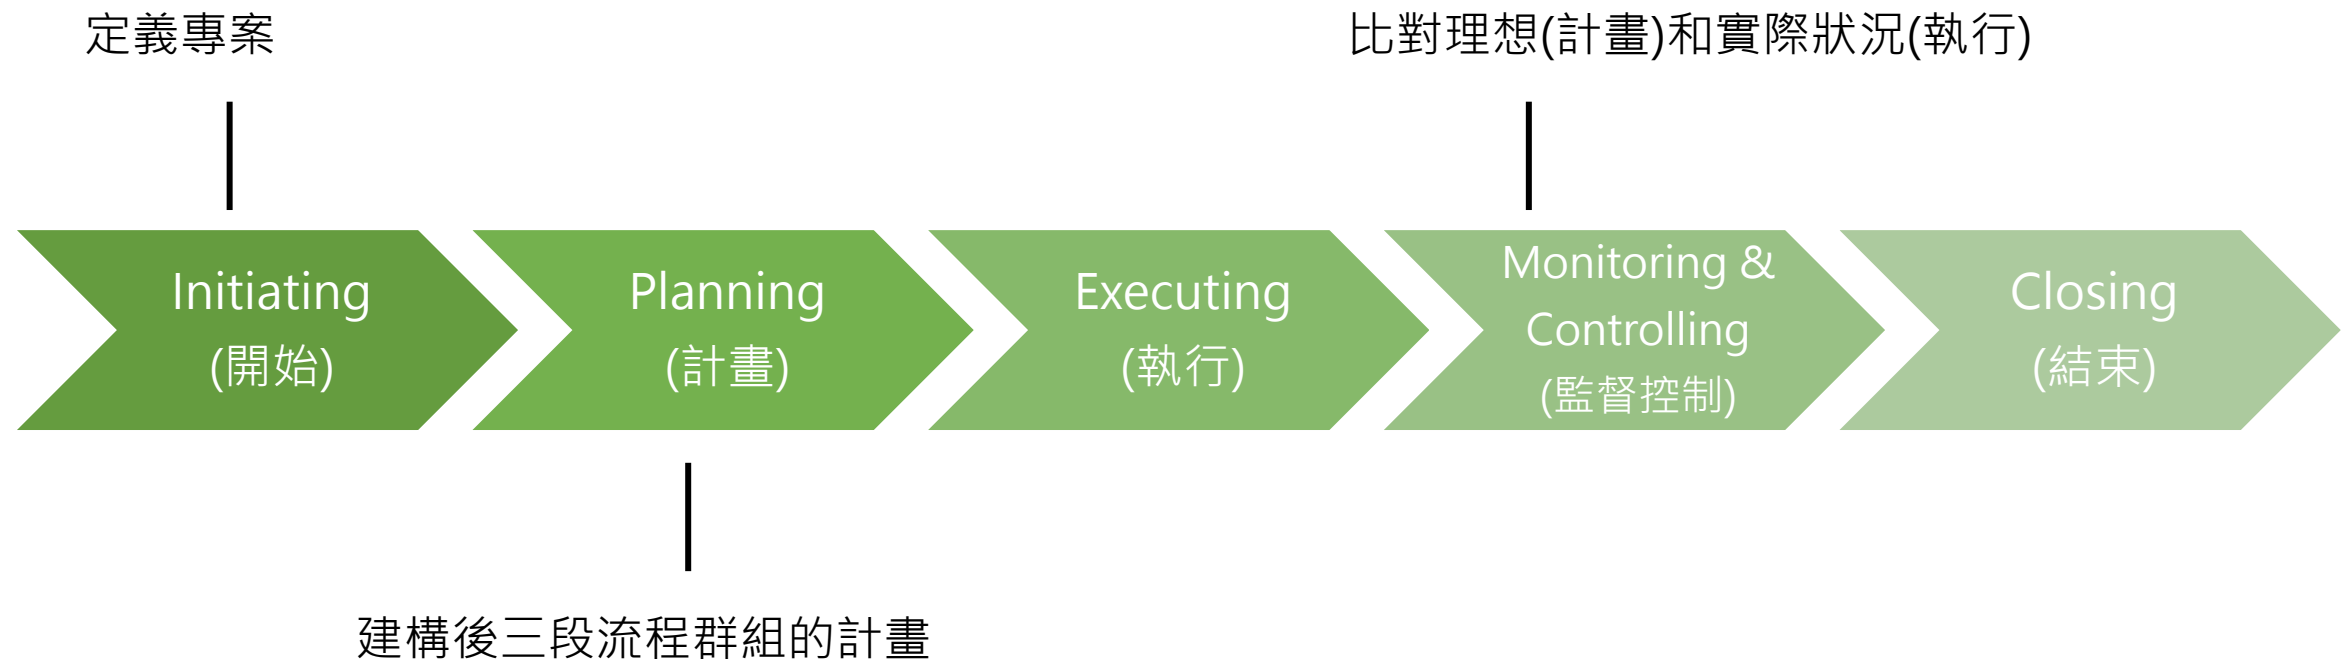 定義專案
比對理想(計畫)和實際狀況(執行)
Initiating
(開始)
Planning
(計畫)
Executing
(執行)
Monitoring &
Controlling
(監督控制)
Closing
(結束)
建構後三段流程群組的計畫